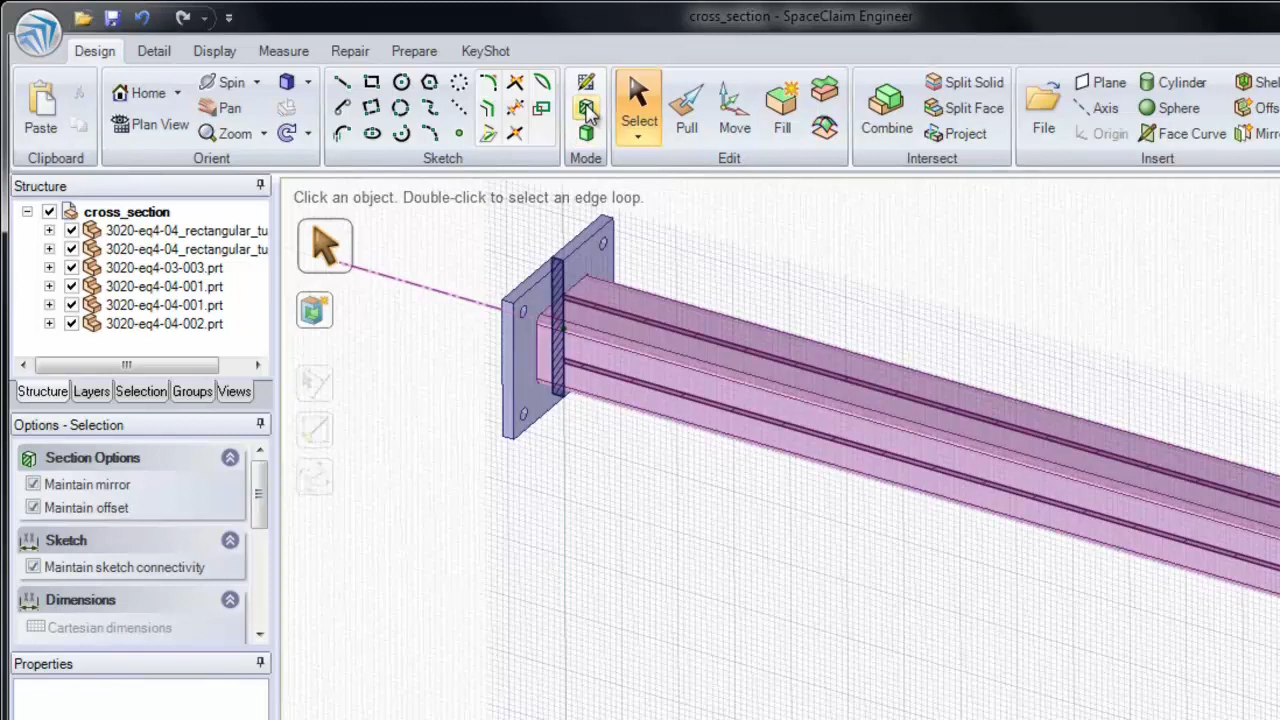 cross_section - SpaceClaim Engineer
Design Detail Display Measure Repair Prepare KeyShot
Paste
Clipboard
Home
Plan View
Spin
Pan
Zoom
Orient
Sketch
Mode
Select
Pull
Move
Fill
Edit
Combine
Split Solid
Split Face
Project
Intersect
File
Plane
Axis
Origin
Cylinder
Sphere
Face Curve
Insert
Structure
cross_section
3020-eq4-04_rectangular_tu
3020-eq4-04_rectangular_tu
3020-eq4-03-003.prt
3020-eq4-04-001.prt
3020-eq4-04-001.prt
3020-eq4-04-002.prt
Structure Layers Selection Groups Views
Options - Selection
Section Options
Maintain mirror
Maintain offset
Sketch
Maintain sketch connectivity
Dimensions
Cartesian dimensions
Properties
Click an object. Double-click to select an edge loop.